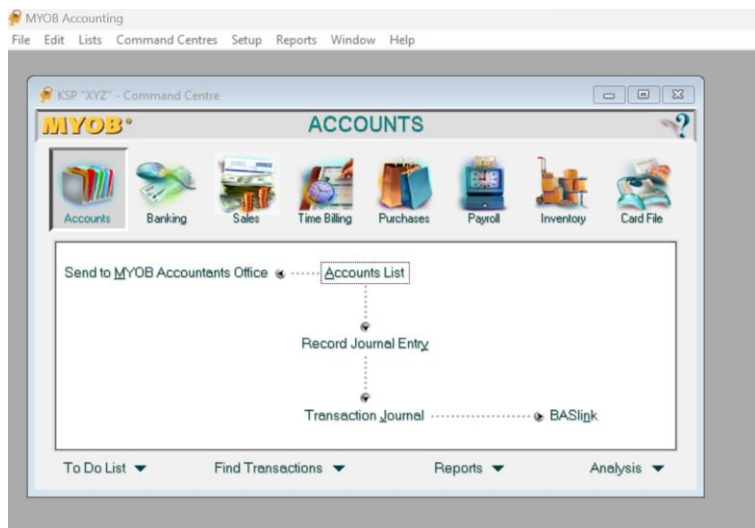 MYOB Accounting
File Edit Lists Command Centres Setup Reports Window Help
KSP "XYZ" - Command Centre
MYOB ACCOUNTS ?
Accounts Banking Sales Time Billing Purchases Payroll Inventory Card File
Send to MYOB Accountants Office Accounts List
Record Journal Entry
Transaction Journal BASlink
To Do List Find Transactions Reports Analysis